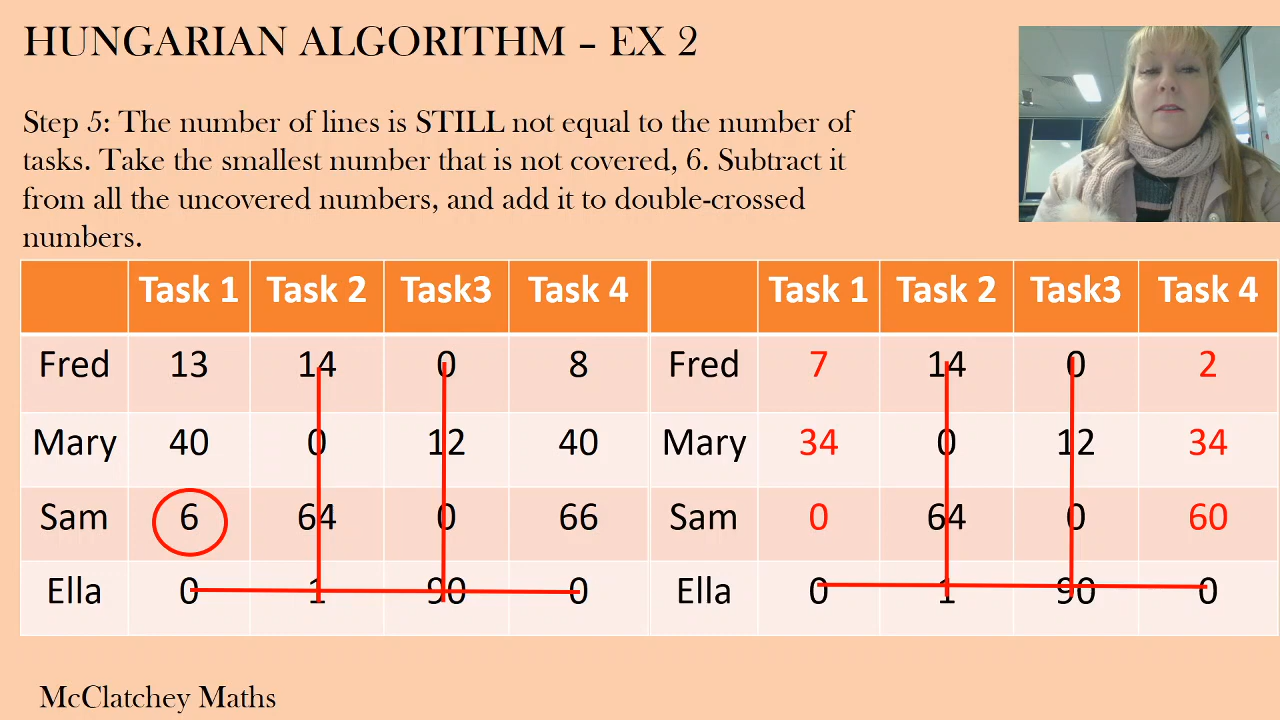 HUNGARIAN ALGORITHM – EX 2
Step 5: The number of lines is STILL not equal to the number of
tasks. Take the smallest number that is not covered, 6. Subtract it
from all the uncovered numbers, and add it to double-crossed
numbers.
Task 1 Task 2 Task3 Task 4
Fred 13 14 0 8
Mary 40 0 12 40
Sam 6 64 0 66
Ella 0 1 90 0
Task 1 Task 2 Task3 Task 4
Fred 7 14 0 2
Mary 34 0 12 34
Sam 0 64 0 60
Ella 0 1 90 0
McClatchey Maths